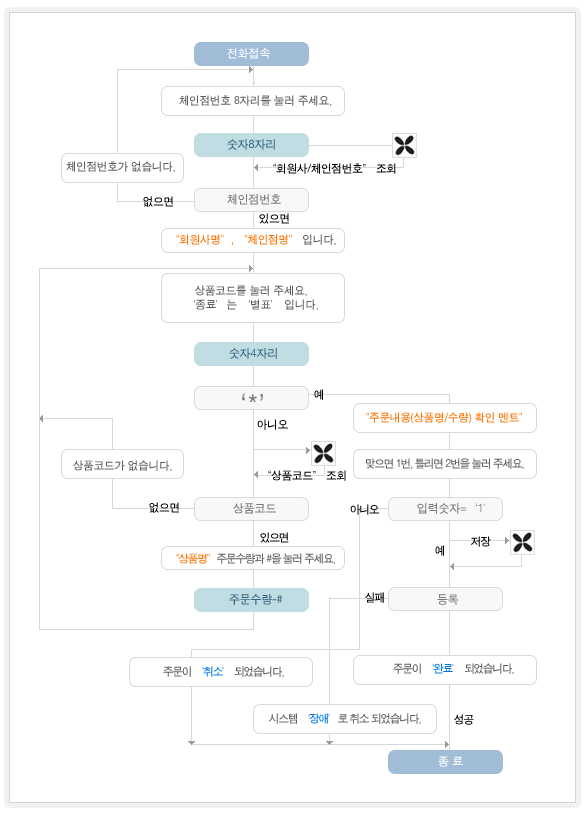 전화접속
체인점번호 8자리를 눌러 주세요.
숫자8자리
“회원사/체인점번호” 조회
체인점번호가 없습니다.
체인점번호
없으면
있으면
“회원사명” , “체인점명” 입니다.
상품코드를 눌러 주세요.
‘종료’ 는 ‘별표’ 입니다.
숫자4자리
‘*’
예
아니오
“주문내용(상품명/수량) 확인 멘트”
상품코드가 없습니다.
“상품코드” 조회
맞으면 1번, 틀리면 2번을 눌러 주세요.
없으면
상품코드
아니오
입력숫자= ‘1’
있으면
예
저장
“상품명” 주문수량과 #을 눌러 주세요.
주문수량-#
실패
등록
주문이 ‘취소’ 되었습니다.
주문이 ‘완료’ 되었습니다.
시스템 ‘장애’ 로 취소 되었습니다.
성공
종 료